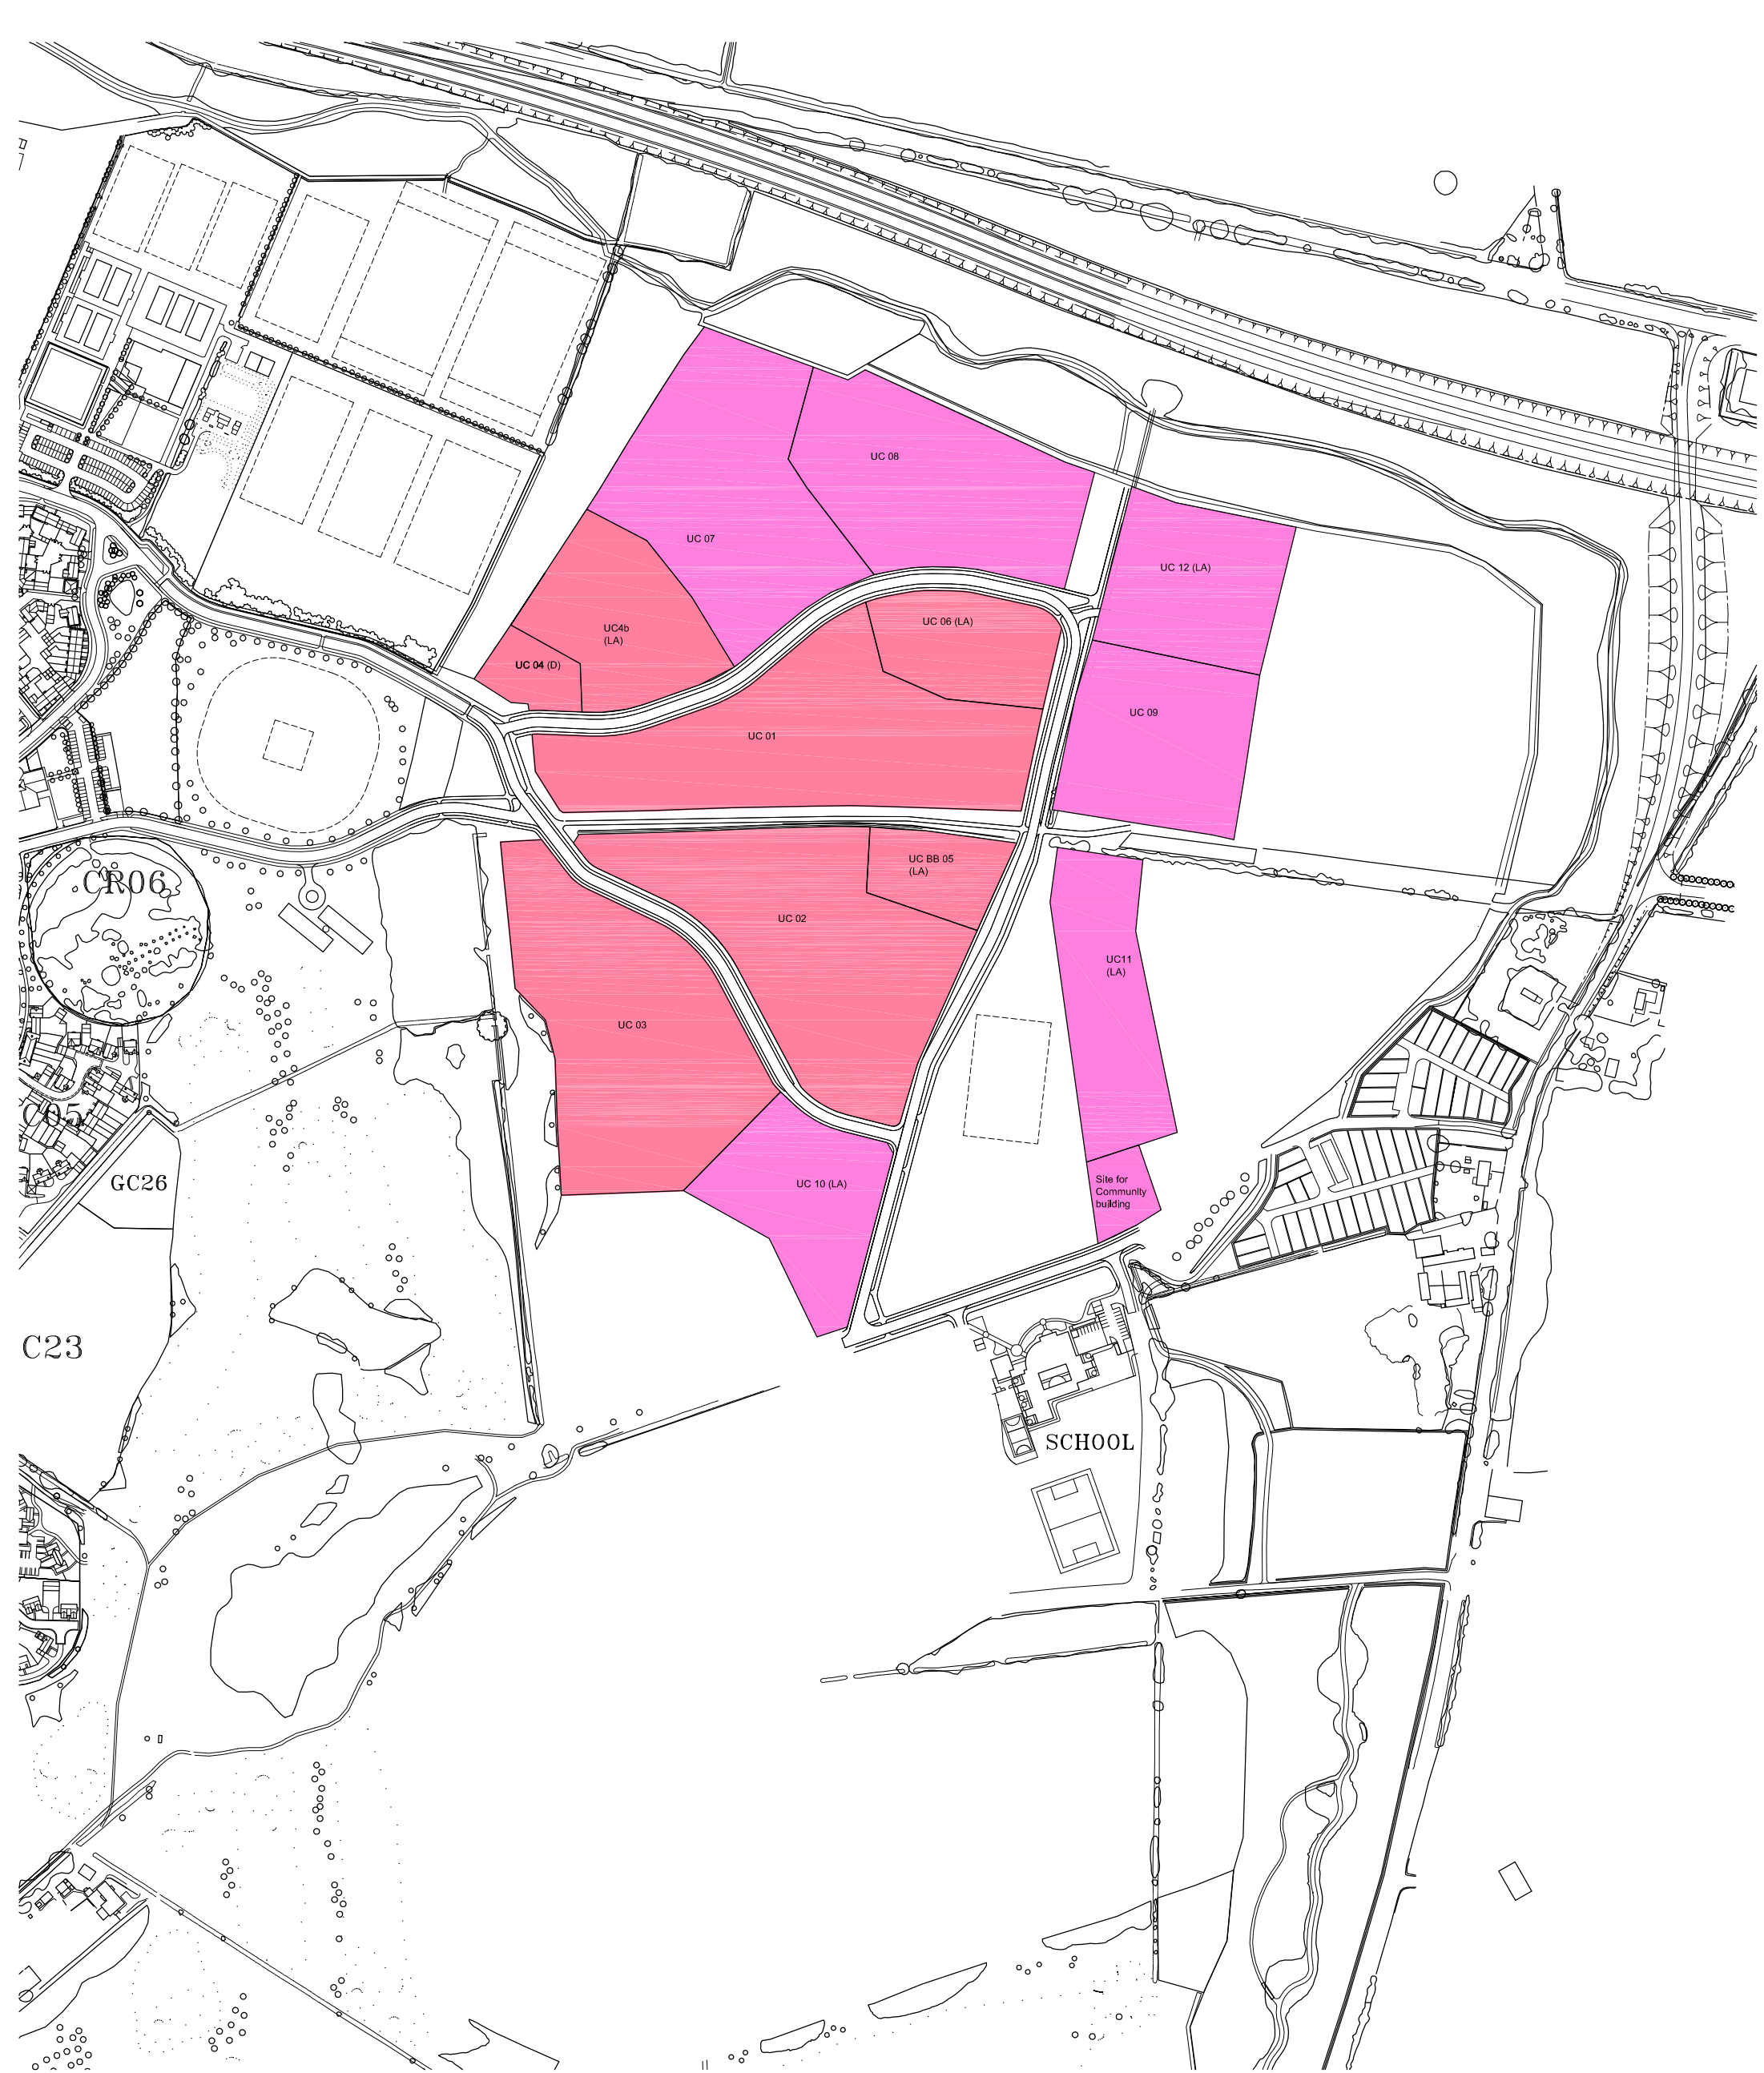 UC 08
UC 07
UC 12 (LA)
UC4b
(LA)
UC 06 (LA)
UC 04 (D)
UC 09
UC 01
UC BB 05
(LA)
CR06
UC 02
UC11
(LA)
UC 03
C05
GC26
UC 10 (LA)
Site for
Community
building
C23
SCHOOL